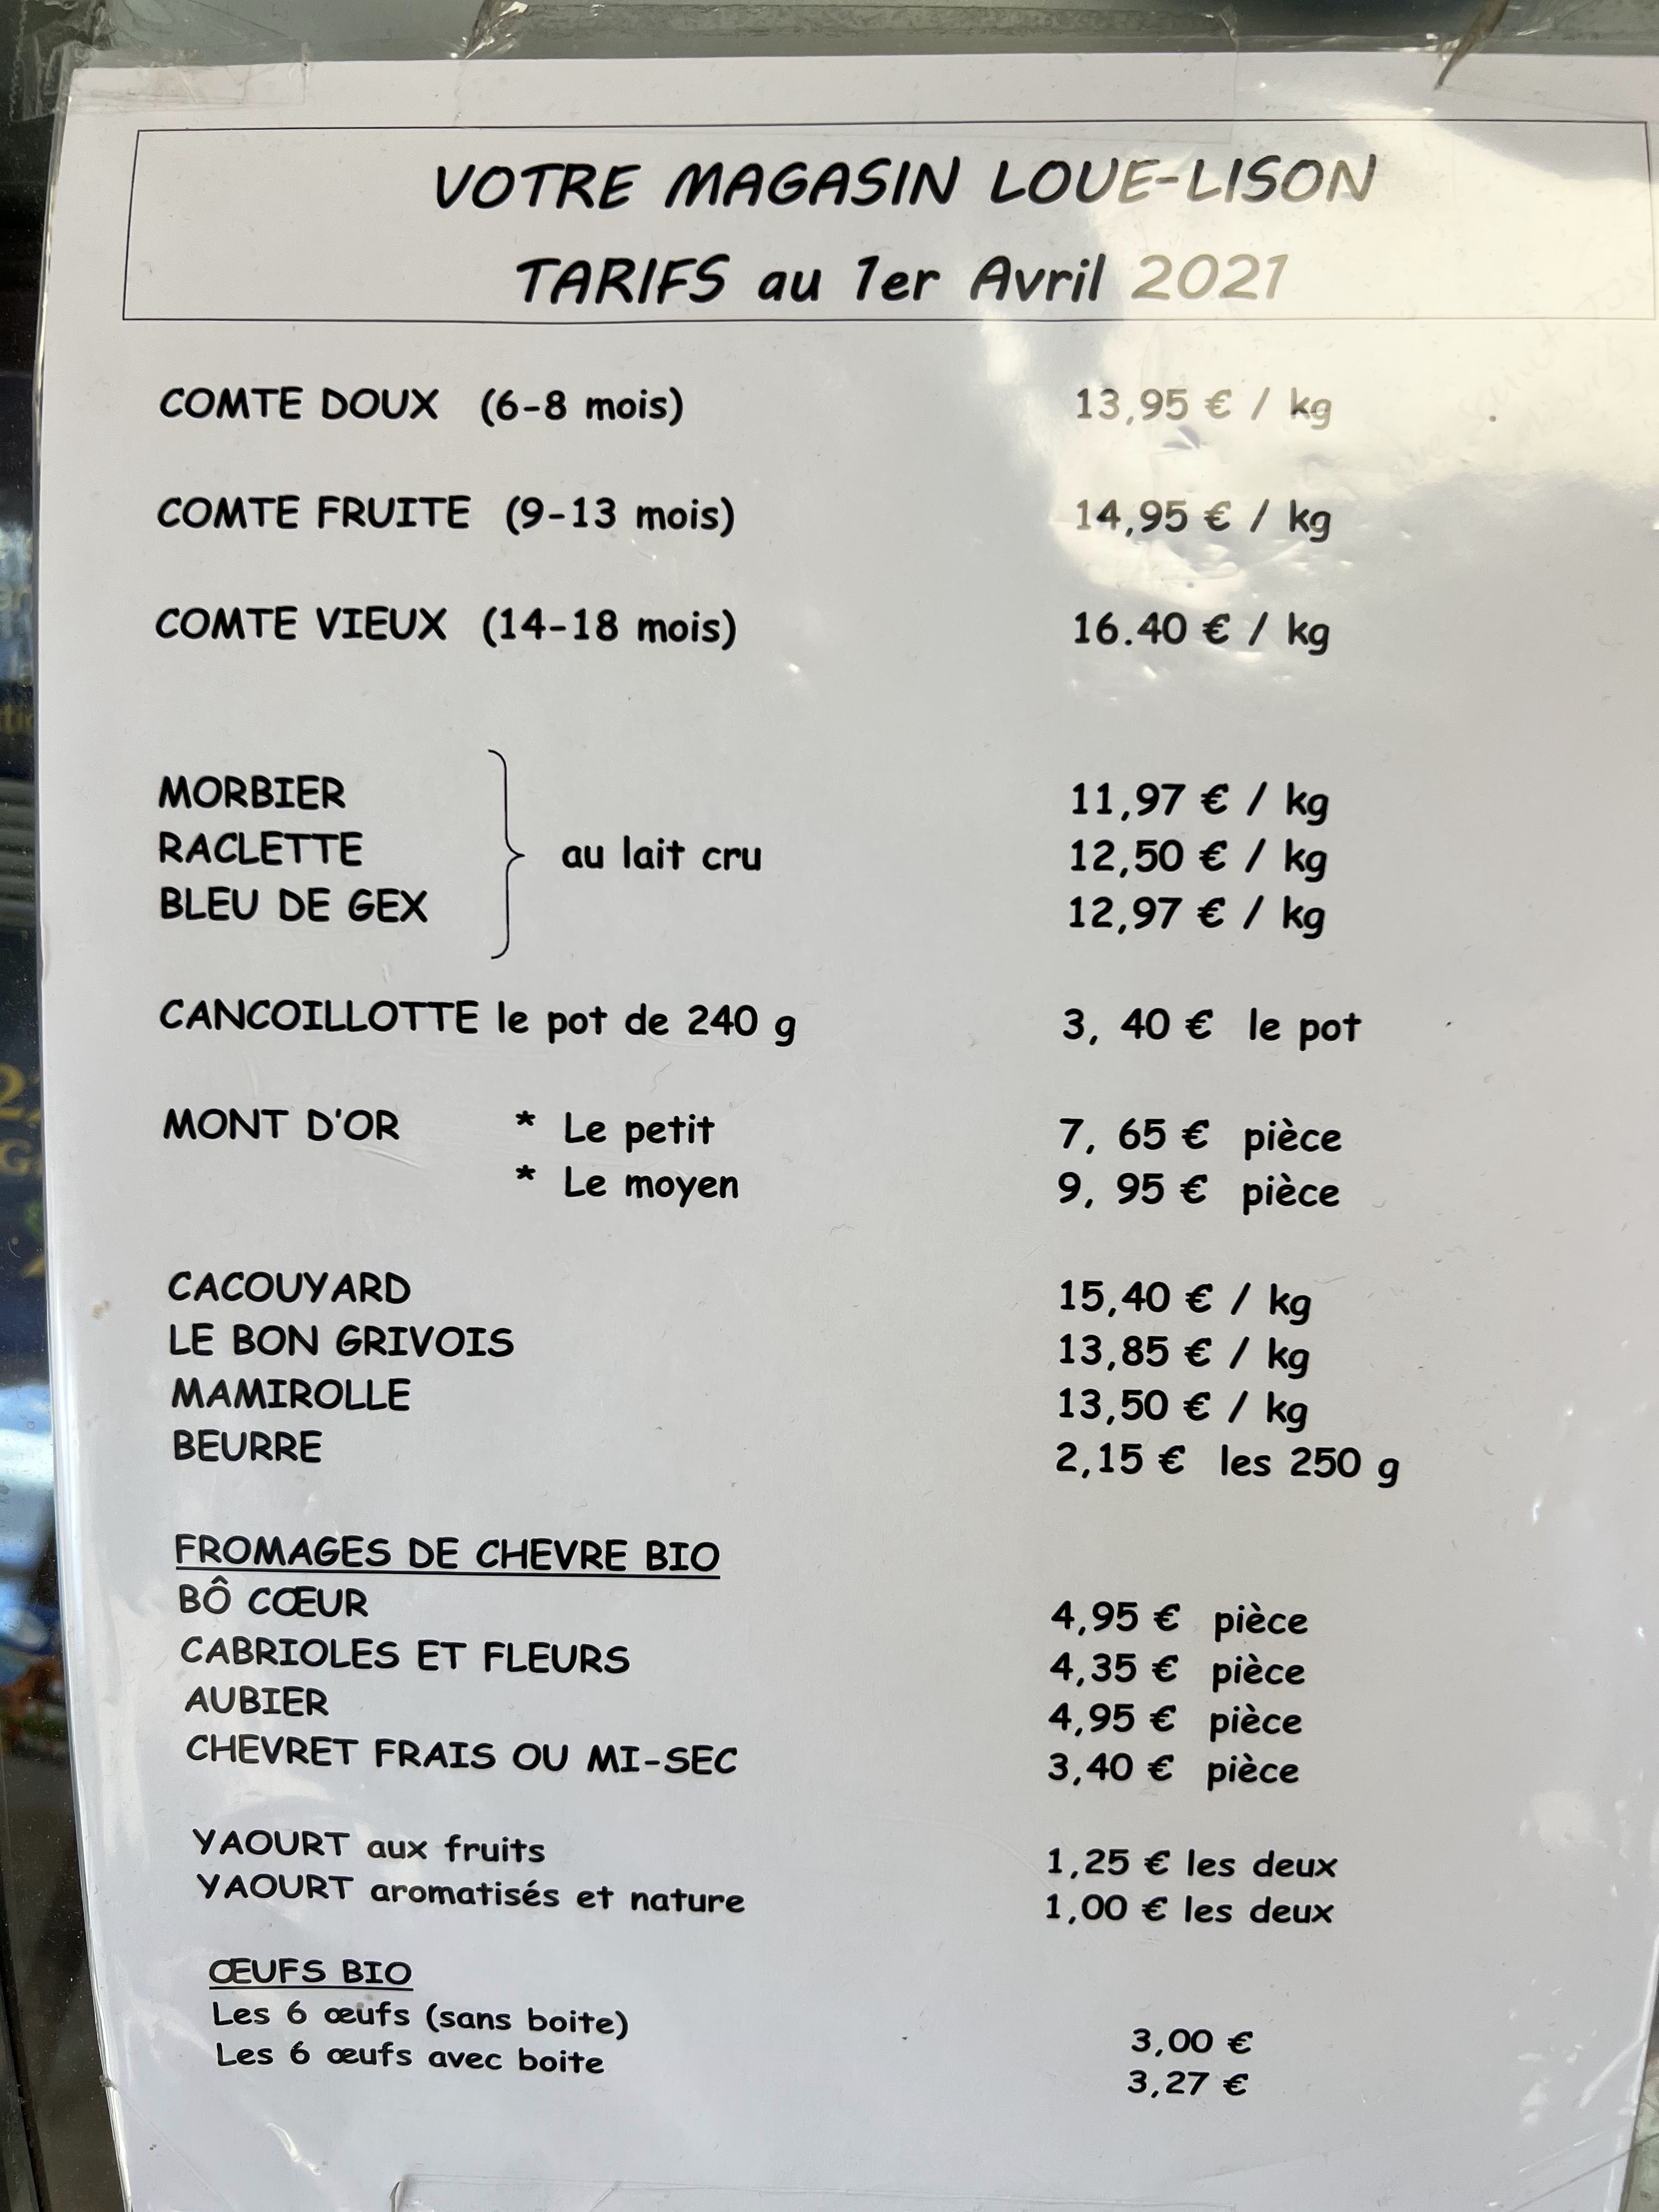 VOTRE MAGASIN LOUE-LISON
TARIFS au 1er Avril 2021
COMTE DOUX (6-8 mois) 13,95 € / kg
COMTE FRUITE (9-13 mois) 14,95 € / kg
COMTE VIEUX (14-18 mois) 16.40 € / kg
MORBIER 11,97 € / kg
RACLETTE au lait cru 12,50 € / kg
BLEU DE GEX 12,97 € / kg
CANCOILLOTTE le pot de 240 g 3, 40 € le pot
MONT D'OR * Le petit 7, 65 € pièce
* Le moyen 9, 95 € pièce
CACOUYARD 15,40 € / kg
LE BON GRIVOIS 13,85 € / kg
MAMIROLLE 13,50 € / kg
BEURRE 2,15 € les 250 g
FROMAGES DE CHEVRE BIO
BÔ CŒUR 4,95 € pièce
CABRIOLES ET FLEURS 4,35 € pièce
AUBIER 4,95 € pièce
CHEVRET FRAIS OU MI-SEC 3,40 € pièce
YAOURT aux fruits 1,25 € les deux
YAOURT aromatisés et nature 1,00 € les deux
ŒUFS BIO
Les 6 œufs (sans boite) 3,00 €
Les 6 œufs avec boite 3,27 €